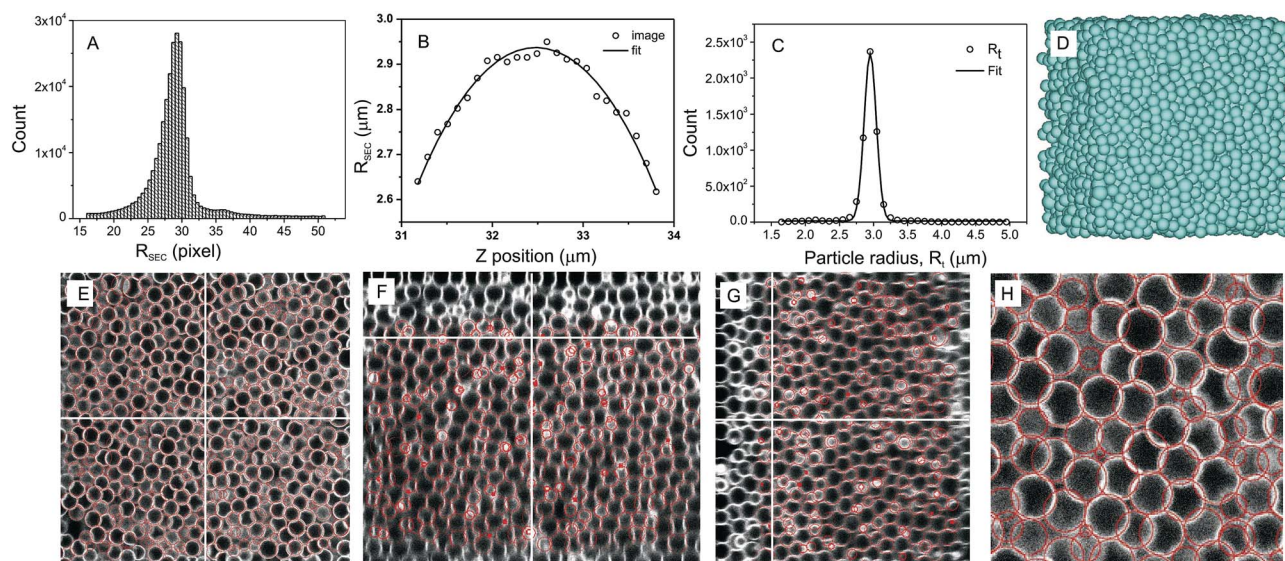 A
Count
3x10⁴
2x10⁴
1x10⁴
0
15 20 25 30 35 40 45 50
R_SEC (pixel)
B
R_SEC (μm)
3.0
2.9
2.8
2.7
2.6
31 32 33 34
Z position (μm)
image
fit
C
Count
2.5x10³
2.0x10³
1.5x10³
1.0x10³
5.0x10²
0.0
1.5 2.0 2.5 3.0 3.5 4.0 4.5 5.0
Particle radius, R_t (μm)
R_t
Fit
D
E
F
G
H